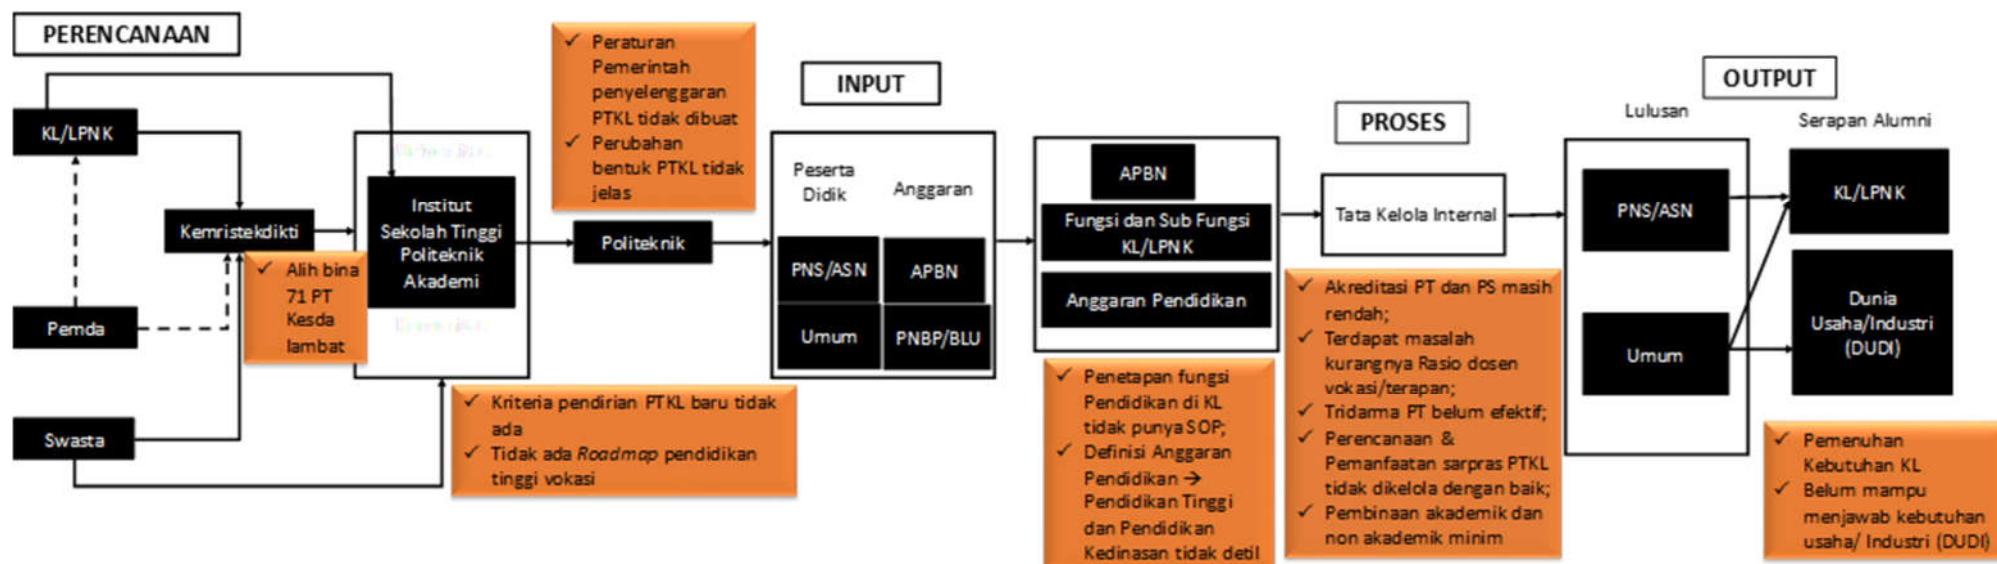 PERENCANAAN
KL/LPNK
Kemristekdikti
Pemda
Swasta
✓ Alih bina
71 PT
Kesda
lambat
Institut
Sekolah Tinggi
Politeknik
Akademi
✓ Kriteria pendirian PTKL baru tidak
ada
✓ Tidak ada Roadmap pendidikan
tinggi vokasi
✓ Peraturan
Pemerintah
penyelenggaran
PTKL tidak dibuat
✓ Perubahan
bentuk PTKL tidak
jelas
Politeknik
INPUT
Peserta
Didik
Anggaran
PNS/ASN
APBN
Umum
PNBP/BLU
APBN
Fungsi dan Sub Fungsi
KL/LPNK
Anggaran Pendidikan
✓ Penetapan fungsi
Pendidikan di KL
tidak punya SOP;
✓ Definisi Anggaran
Pendidikan →
Pendidikan Tinggi
dan Pendidikan
Kedinasan tidak detil
PROSES
Tata Kelola Internal
✓ Akreditasi PT dan PS masih
rendah;
✓ Terdapat masalah
kurangnya Rasio dosen
vokasi/terapan;
✓ Tridarma PT belum efektif;
✓ Perencanaan &
Pemanfaatan sarpras PTKL
tidak dikelola dengan baik;
✓ Pembinaan akademik dan
non akademik minim
OUTPUT
Lulusan
Serapan Alumni
PNS/ASN
Umum
KL/LPNK
Dunia
Usaha/Industri
(DUDI)
✓ Pemenuhan
Kebutuhan KL
✓ Belum mampu
menjawab kebutuhan
usaha/ Industri (DUDI)